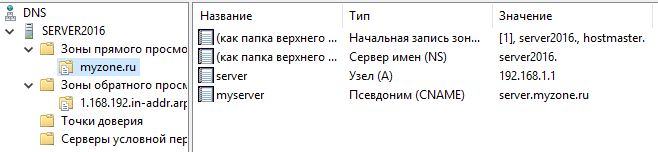 DNS
SERVER2016
Зоны прямого просмо
myzone.ru
Зоны обратного просм
1.168.192.in-addr.arp
Точки доверия
Серверы условной пер
Название Тип Значение
(как папка верхнего ... Начальная запись зон... [1], server2016., hostmaster.
(как папка верхнего ... Сервер имен (NS) server2016.
server Узел (A) 192.168.1.1
myserver Псевдоним (CNAME) server.myzone.ru